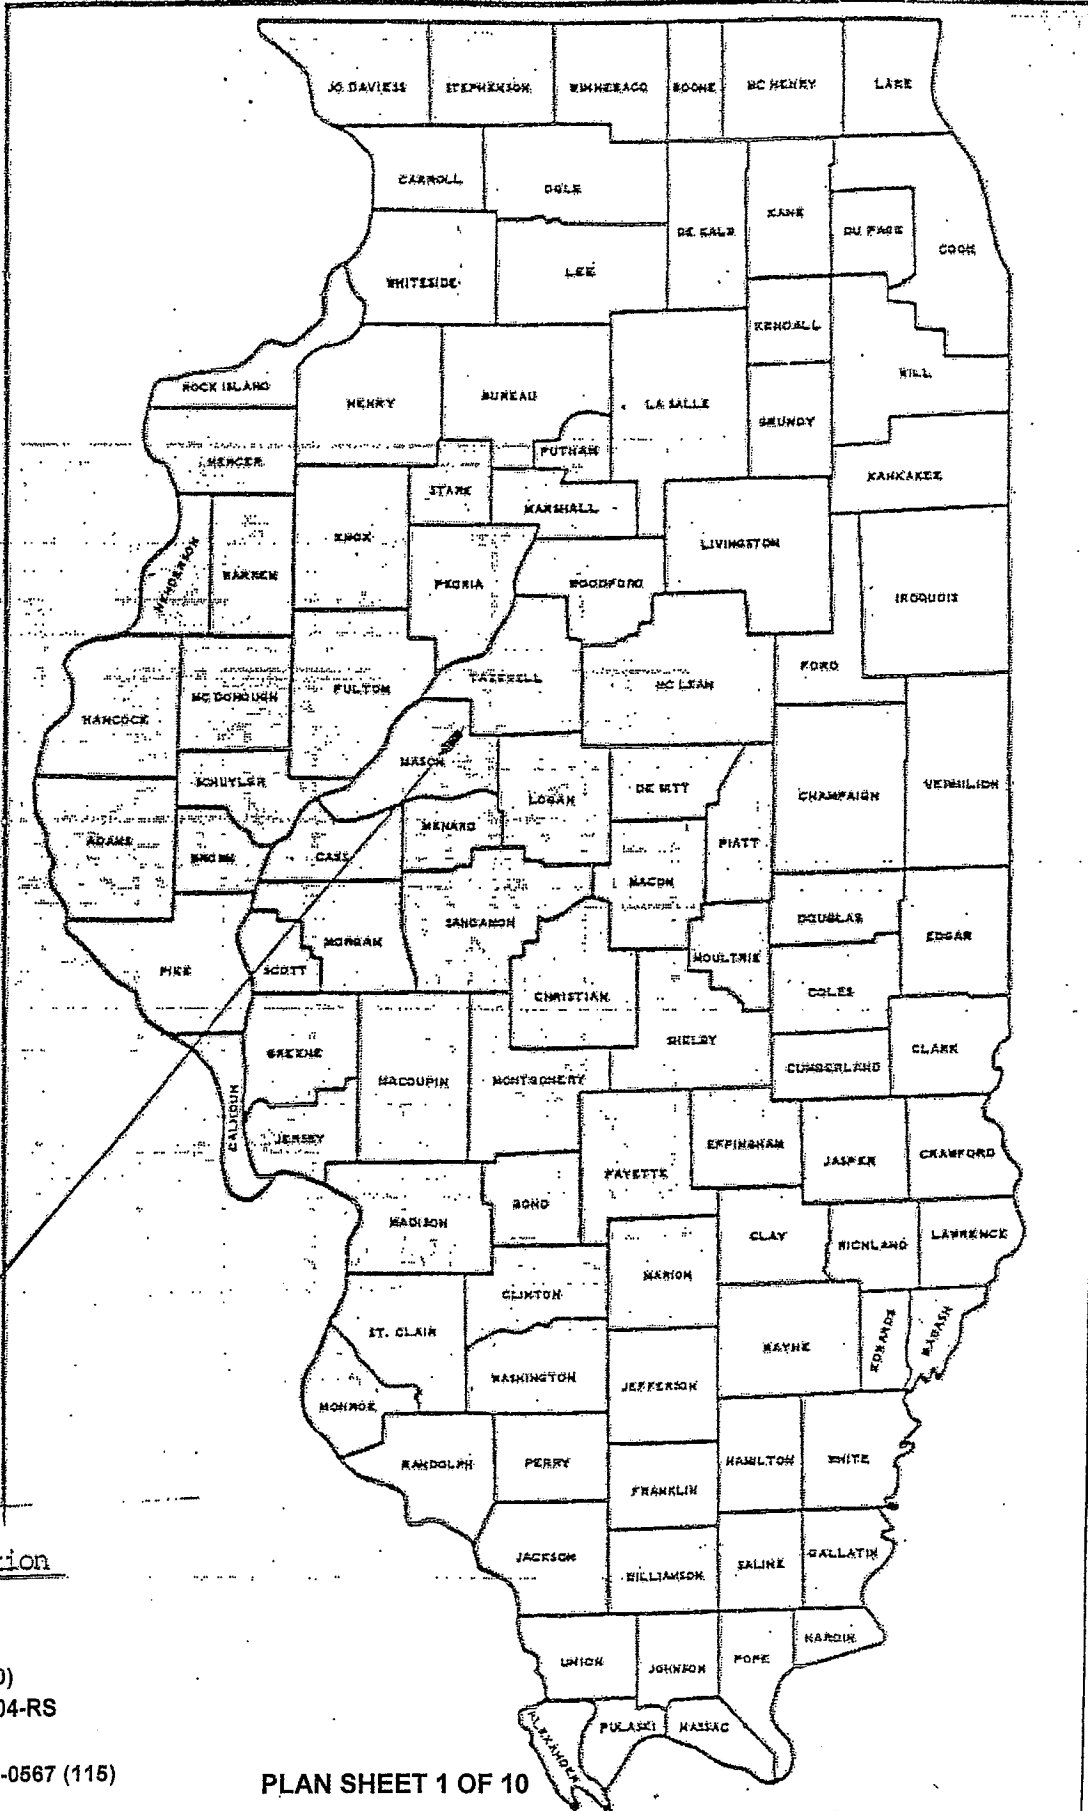 JO DAVIESS STEPHENSON WINNEBAGO BOONE MC HENRY LAKE
CARROLL OGLE DE KALB KANE DU PAGE COOK
WHITESIDE LEE KENDALL
ROCK ISLAND HENRY BUREAU LA SALLE GRUNDY WILL
MERCER PUTNAM KANKAKEE
STARK MARSHALL
HENDERSON WARREN KNOX PEORIA WOODFORD LIVINGSTON IROQUOIS
HANCOCK MC DONOUGH FULTON TAZEWELL MC LEAN FORD
SCHUYLER MASON LOGAN DE WITT CHAMPAIGN VERMILION
ADAMS BROWN CASS MENARD PIATT
MACON
PIKE SCOTT MORGAN SANGAMON MOULTRIE DOUGLAS EDGAR
CHRISTIAN COLES
GREENE MACOUPIN MONTGOMERY SHELBY CUMBERLAND CLARK
CALHOUN JERSEY FAYETTE EFFINGHAM JASPER CRAWFORD
MADISON BOND CLAY RICHLAND LAWRENCE
CLINTON MARION
ST. CLAIR WASHINGTON JEFFERSON WAYNE EDWARDS WABASH
MONROE
RANDOLPH PERRY FRANKLIN HAMILTON WHITE
JACKSON WILLIAMSON SALINE GALLATIN
UNION JOHNSON POPE HARDIN
ALEXANDER PULASKI MASSAC
tion
0)
04-RS
-0567 (115)
PLAN SHEET 1 OF 10